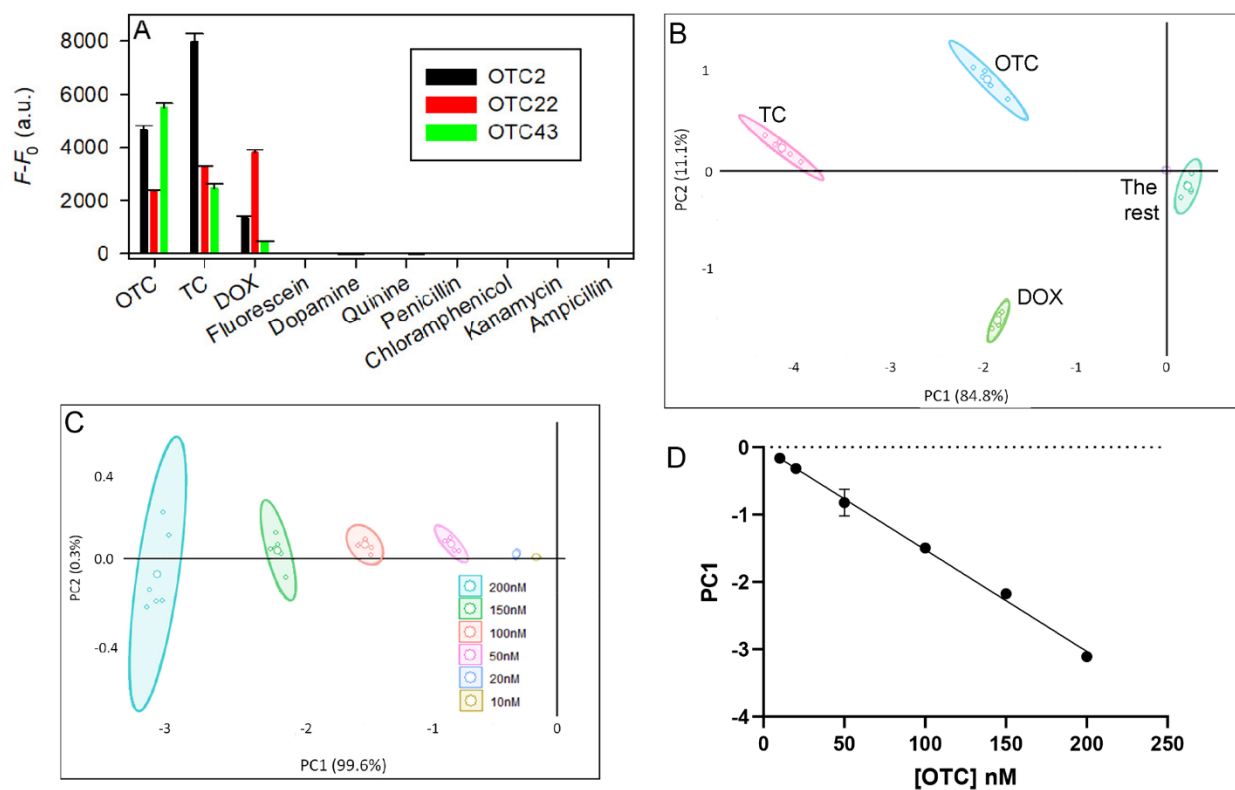 A
F-F0 (a.u.)
8000
6000
4000
2000
0
OTC2
OTC22
OTC43
OTC
TC
DOX
Fluorescein
Dopamine
Quinine
Penicillin
Chloramphenicol
Kanamycin
Ampicillin
B
PC2 (11.1%)
1
0
-1
OTC
TC
The
rest
DOX
-4
-3
-2
-1
0
PC1 (84.8%)
C
PC2 (0.3%)
0.4
0.0
-0.4
200nM
150nM
100nM
50nM
20nM
10nM
-3
-2
-1
0
PC1 (99.6%)
D
PC1
0
-1
-2
-3
-4
0
50
100
150
200
250
[OTC] nM